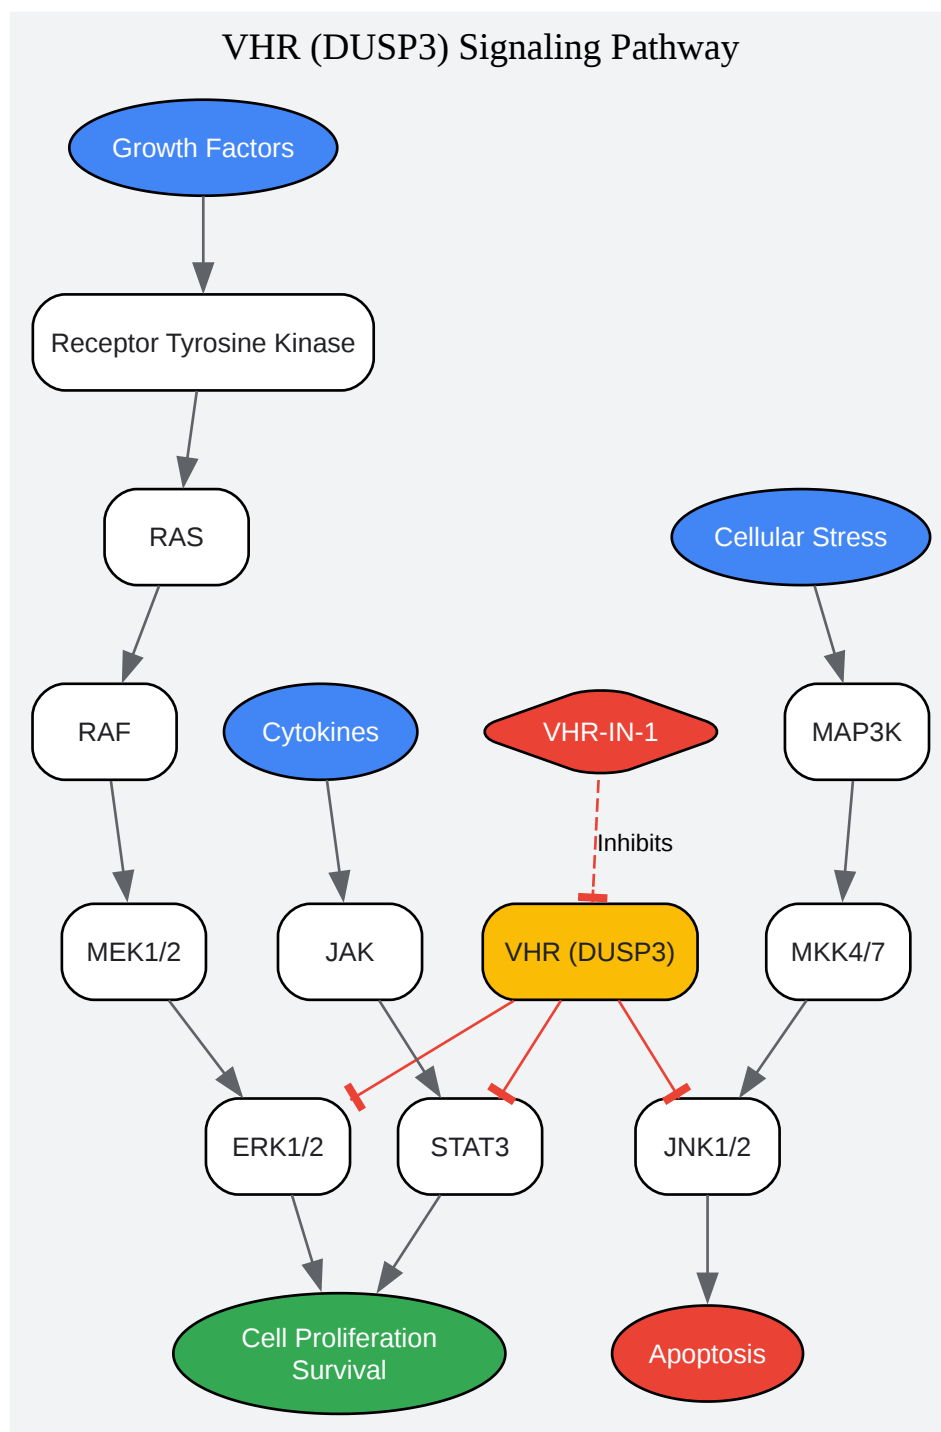 VHR (DUSP3) Signaling Pathway
Growth Factors
Receptor Tyrosine Kinase
RAS
Cellular Stress
RAF
Cytokines
VHR-IN-1
MAP3K
Inhibits
MEK1/2
JAK
VHR (DUSP3)
MKK4/7
ERK1/2
STAT3
JNK1/2
Cell Proliferation
Survival
Apoptosis